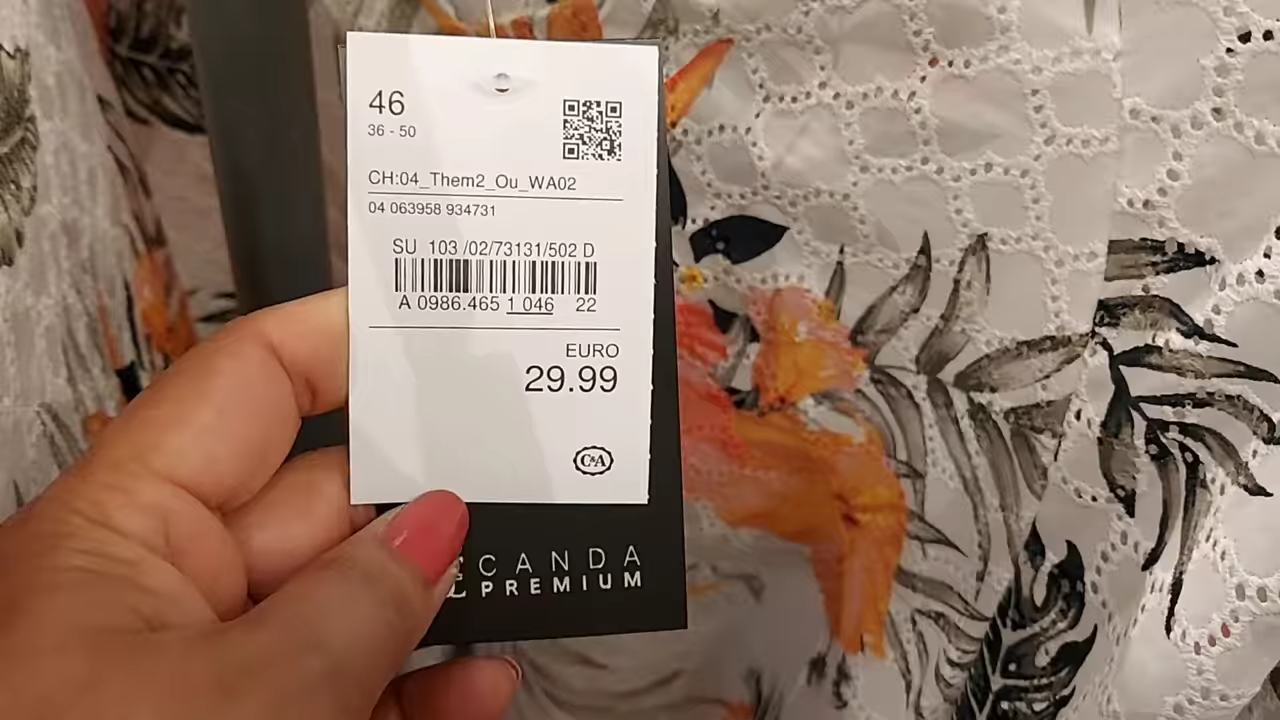 46
36 - 50
CH:04_Them2_Ou_WA02
04 063958 934731
SU 103 /02/73131/502 D
A 0986.465 1 046 22
EURO
29.99
C&A
CANDA
PREMIUM